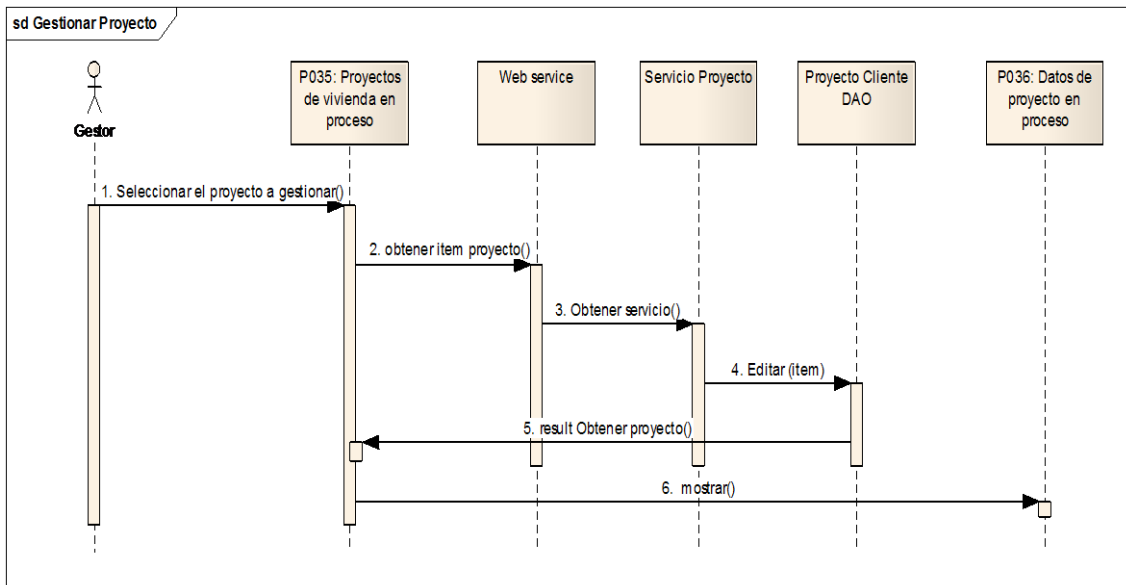 sd Gestionar Proyecto
Gestor
P035: Proyectos
de vivienda en
proceso
Web service
Servicio Proyecto
Proyecto Cliente
DAO
P036: Datos de
proyecto en
proceso
1. Seleccionar el proyecto a gestionar()
2. obtener item proyecto()
3. Obtener servicio()
4. Editar (item)
5. result Obtener proyecto()
6. mostrar()